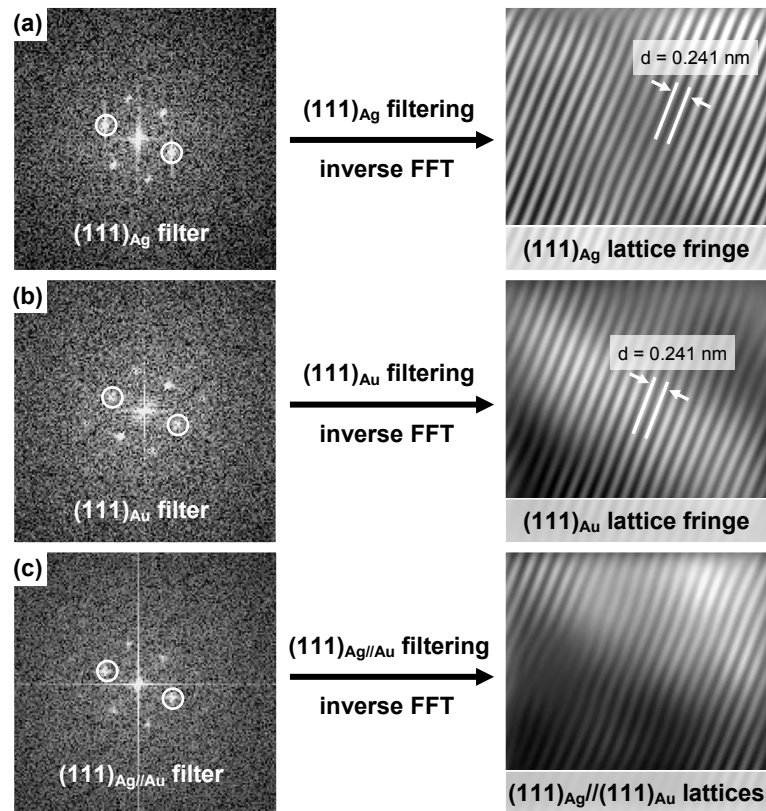 (a)
(111)Ag filter
(111)Ag filtering
inverse FFT
d = 0.241 nm
(111)Ag lattice fringe
(b)
(111)Au filter
(111)Au filtering
inverse FFT
d = 0.241 nm
(111)Au lattice fringe
(c)
(111)Ag//Au filter
(111)Ag//Au filtering
inverse FFT
(111)Ag//(111)Au lattices